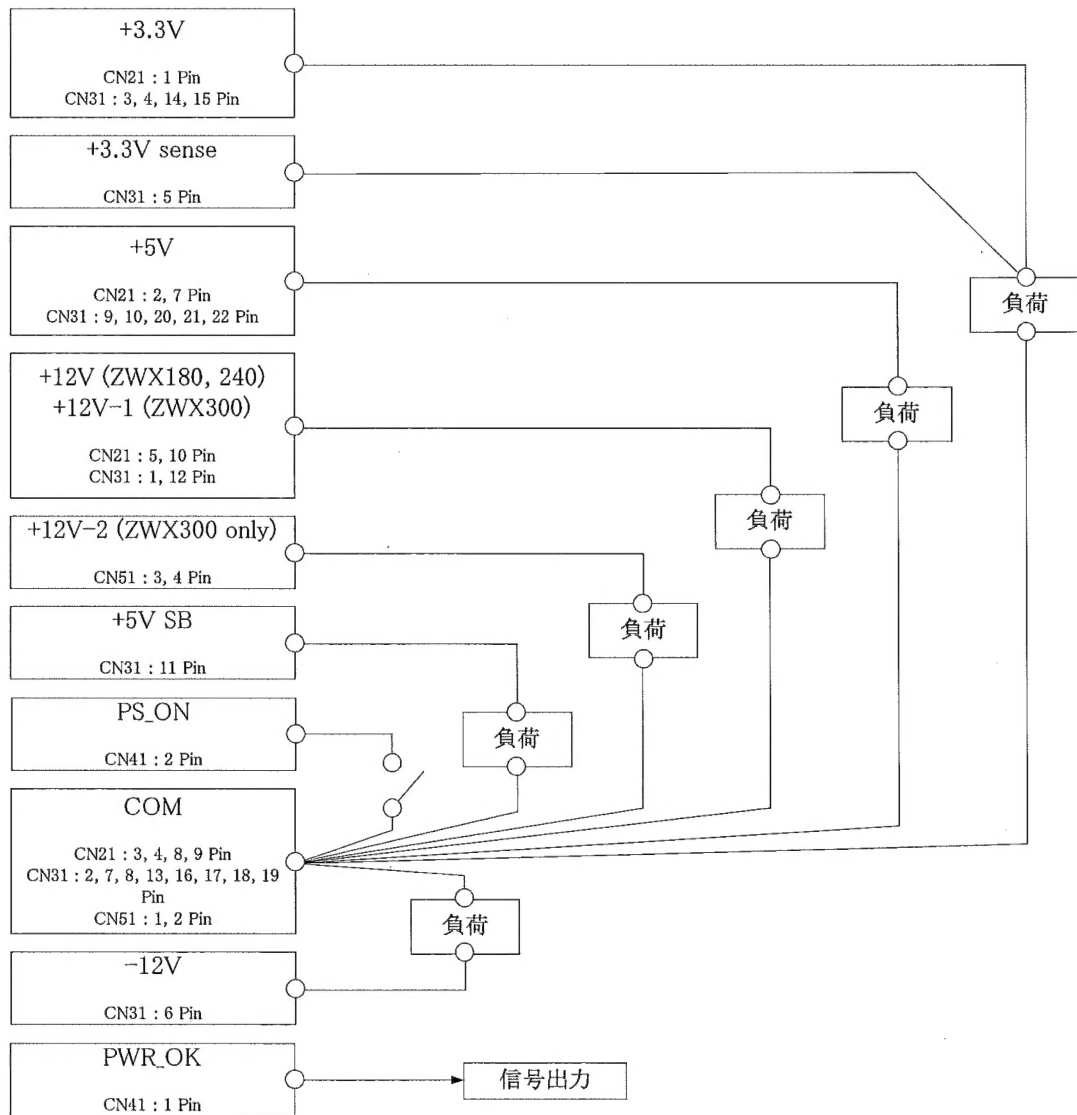 +3.3V
CN21 : 1 Pin
CN31 : 3, 4, 14, 15 Pin
+3.3V sense
CN31 : 5 Pin
+5V
CN21 : 2, 7 Pin
CN31 : 9, 10, 20, 21, 22 Pin
負荷
+12V (ZWX180, 240)
+12V-1 (ZWX300)
CN21 : 5, 10 Pin
CN31 : 1, 12 Pin
負荷
負荷
+12V-2 (ZWX300 only)
CN51 : 3, 4 Pin
負荷
+5V SB
CN31 : 11 Pin
負荷
PS_ON
CN41 : 2 Pin
COM
CN21 : 3, 4, 8, 9 Pin
CN31 : 2, 7, 8, 13, 16, 17, 18, 19
Pin
CN51 : 1, 2 Pin
負荷
-12V
CN31 : 6 Pin
PWR_OK
CN41 : 1 Pin
信号出力